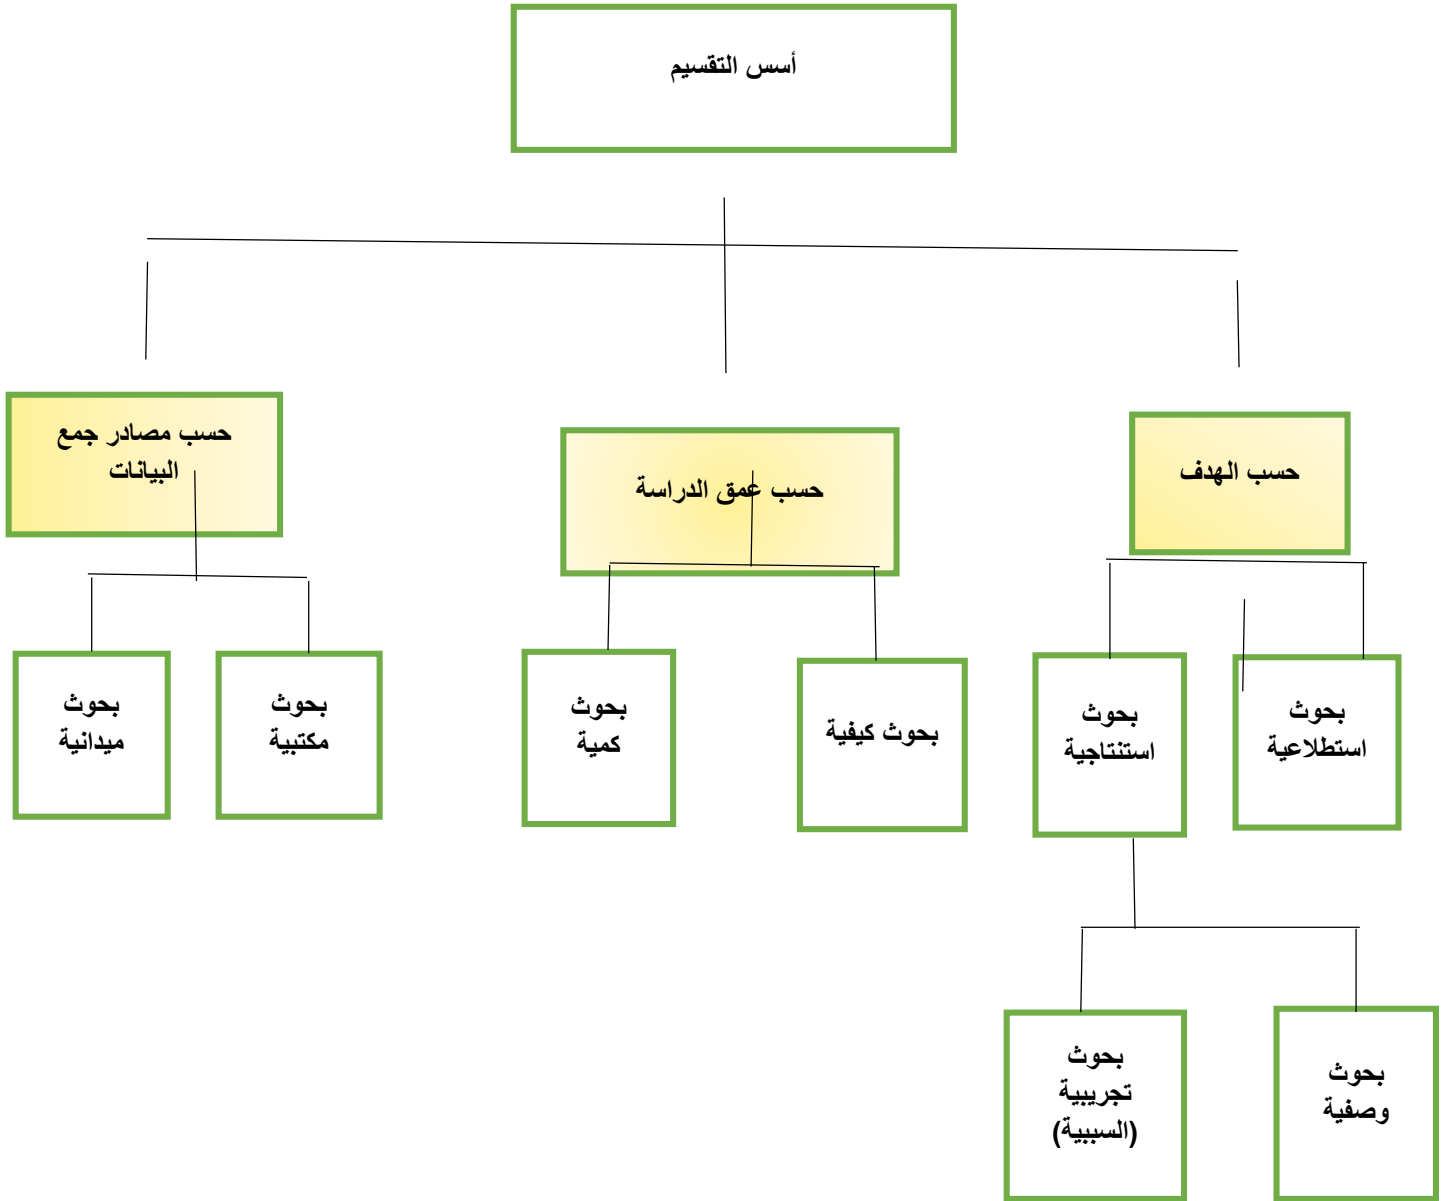 أسس التقسيم
حسب الهدف
حسب عمق الدراسة
حسب مصادر جمع
البيانات
بحوث
استطلاعية
بحوث
استنتاجية
بحوث كيفية
بحوث
كمية
بحوث
مكتبية
بحوث
ميدانية
بحوث
وصفية
بحوث
تجريبية
(السببية)